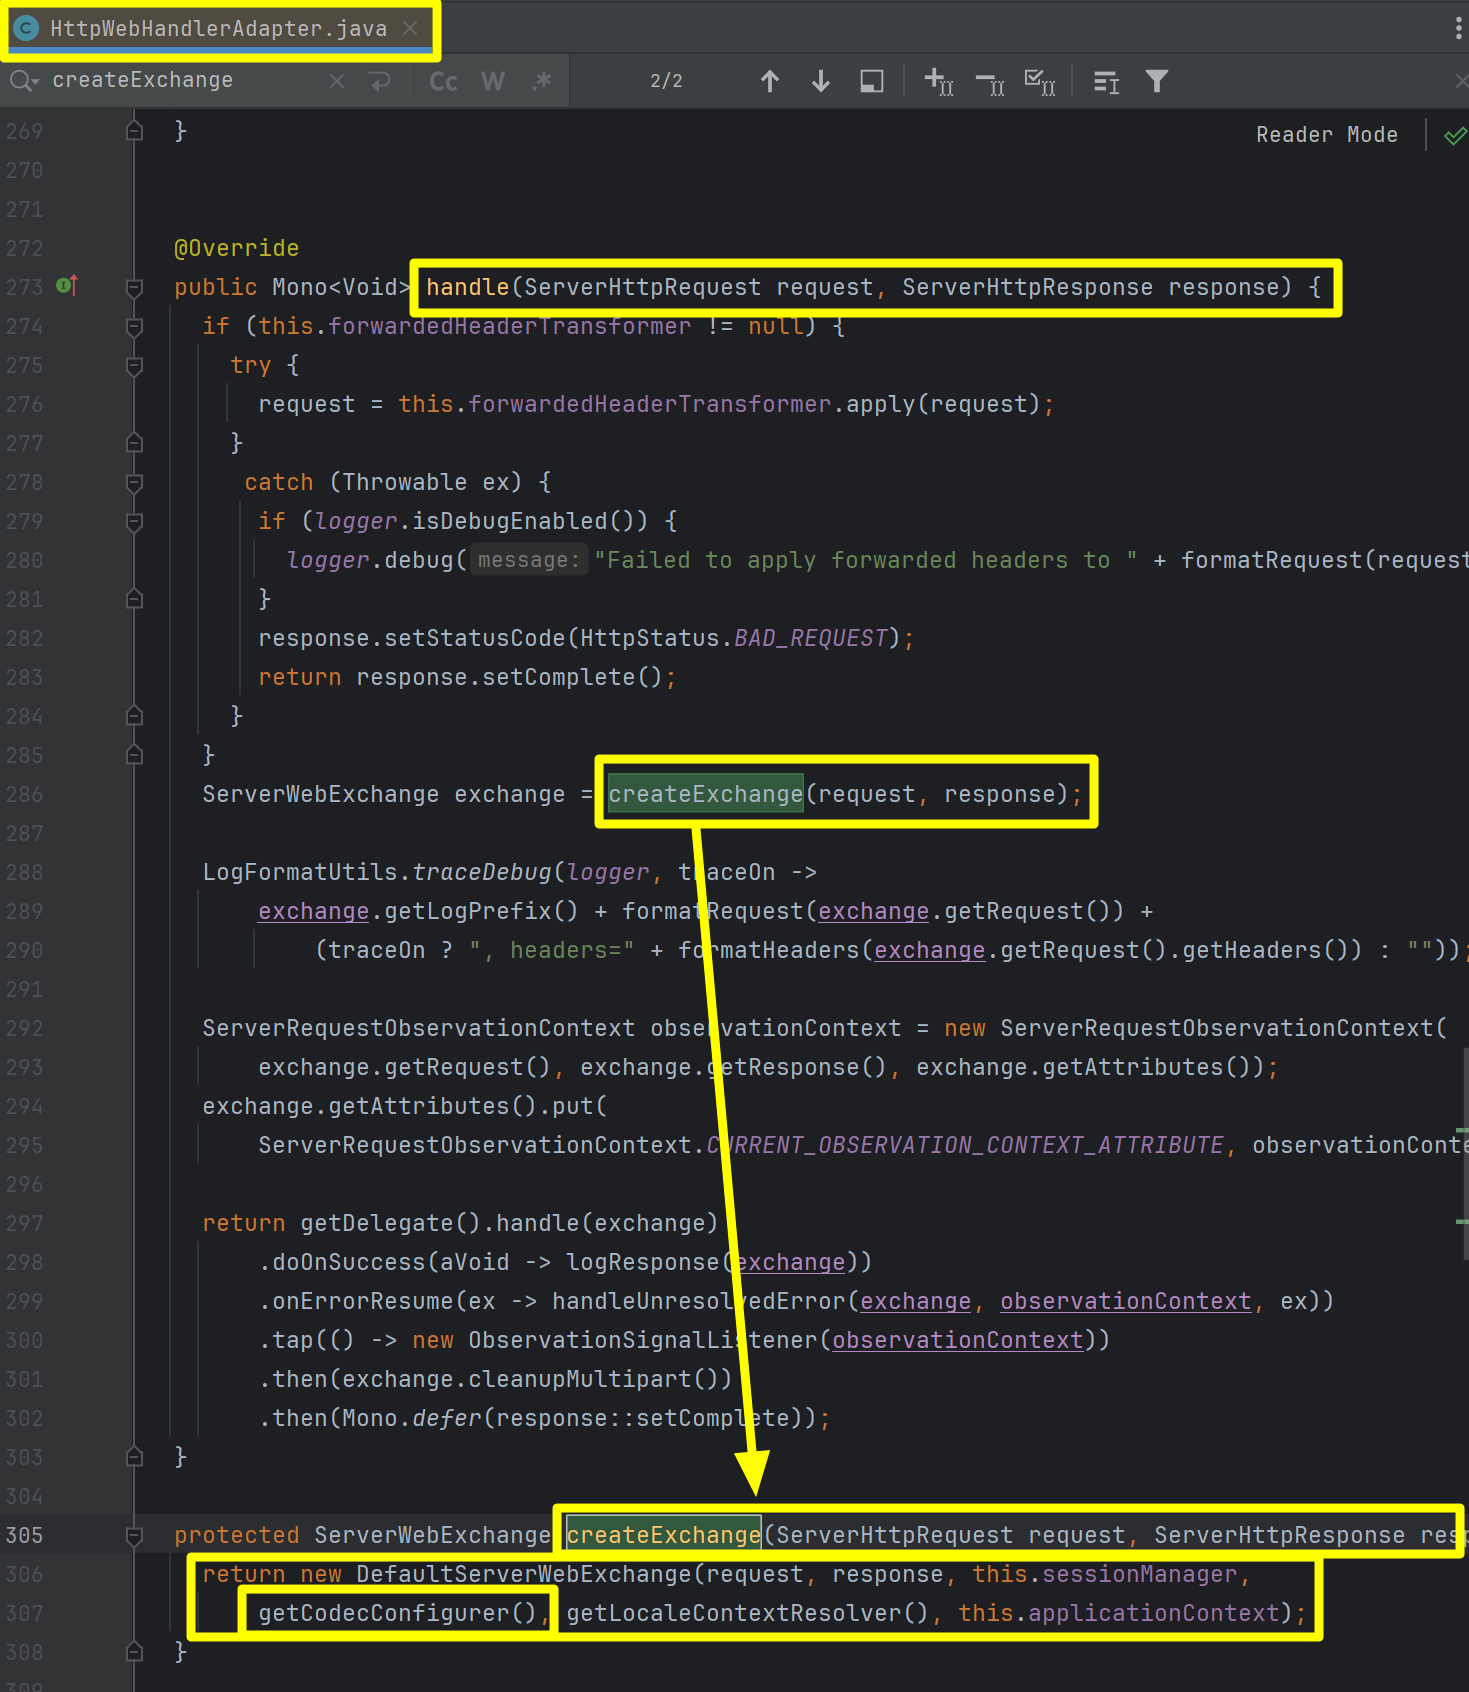 HttpWebHandlerAdapter.java
createExchange
Cc W .* 2/2
Reader Mode
269 }
270
271
272 @Override
273 public Mono<Void> handle(ServerHttpRequest request, ServerHttpResponse response) {
274 if (this.forwardedHeaderTransformer != null) {
275 try {
276 request = this.forwardedHeaderTransformer.apply(request);
277 }
278 catch (Throwable ex) {
279 if (logger.isDebugEnabled()) {
280 logger.debug( message: "Failed to apply forwarded headers to " + formatRequest(request
281 }
282 response.setStatusCode(HttpStatus.BAD_REQUEST);
283 return response.setComplete();
284 }
285 }
286 ServerWebExchange exchange = createExchange(request, response);
287
288 LogFormatUtils.traceDebug(logger, traceOn ->
289 exchange.getLogPrefix() + formatRequest(exchange.getRequest()) +
290 (traceOn ? ", headers=" + formatHeaders(exchange.getRequest().getHeaders()) : ""));
291
292 ServerRequestObservationContext observationContext = new ServerRequestObservationContext(
293 exchange.getRequest(), exchange.getResponse(), exchange.getAttributes());
294 exchange.getAttributes().put(
295 ServerRequestObservationContext.CURRENT_OBSERVATION_CONTEXT_ATTRIBUTE, observationConte
296
297 return getDelegate().handle(exchange)
298 .doOnSuccess(aVoid -> logResponse(exchange))
299 .onErrorResume(ex -> handleUnresolvedError(exchange, observationContext, ex))
300 .tap(() -> new ObservationSignalListener(observationContext))
301 .then(exchange.cleanupMultipart())
302 .then(Mono.defer(response::setComplete));
303 }
304
305 protected ServerWebExchange createExchange(ServerHttpRequest request, ServerHttpResponse resp
306 return new DefaultServerWebExchange(request, response, this.sessionManager,
307 getCodecConfigurer(), getLocaleContextResolver(), this.applicationContext);
308 }
309